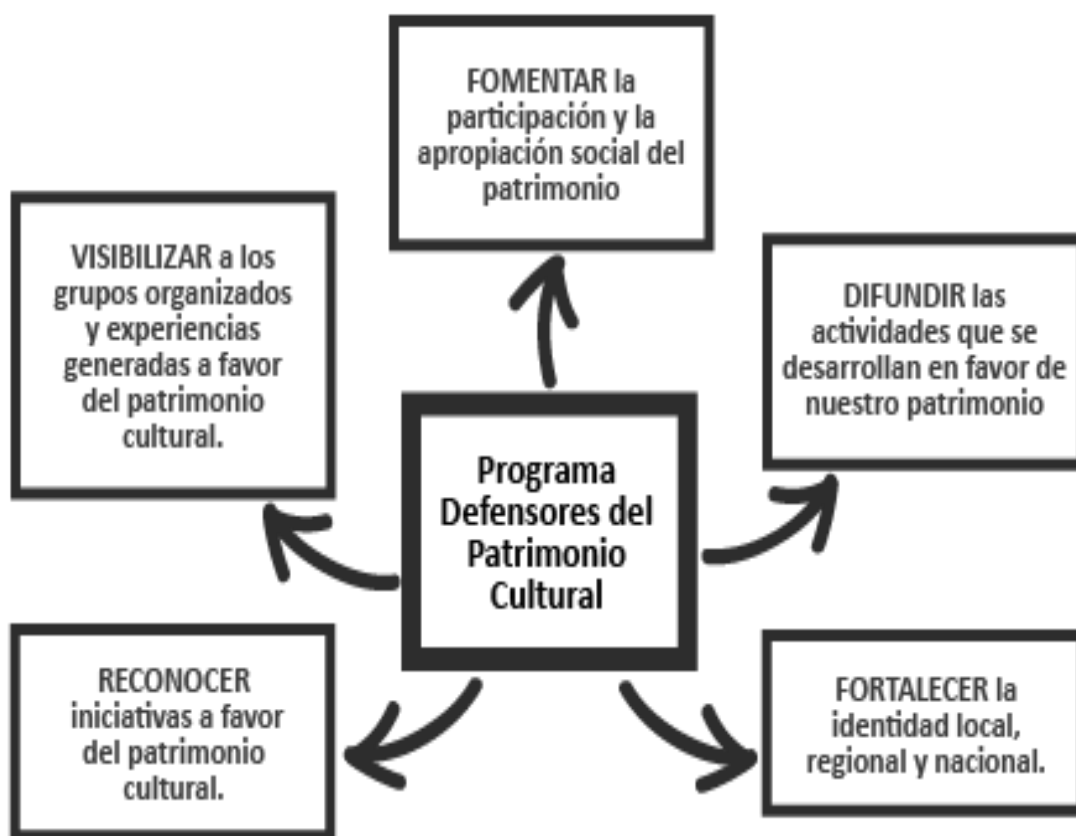 FOMENTAR la
participación y la
apropiación social del
patrimonio
VISIBILIZAR a los
grupos organizados
y experiencias
generadas a favor
del patrimonio
cultural.
DIFUNDIR las
actividades que se
desarrollan en favor de
nuestro patrimonio
Programa
Defensores del
Patrimonio
Cultural
RECONOCER
iniciativas a favor
del patrimonio
cultural.
FORTALECER la
identidad local,
regional y nacional.